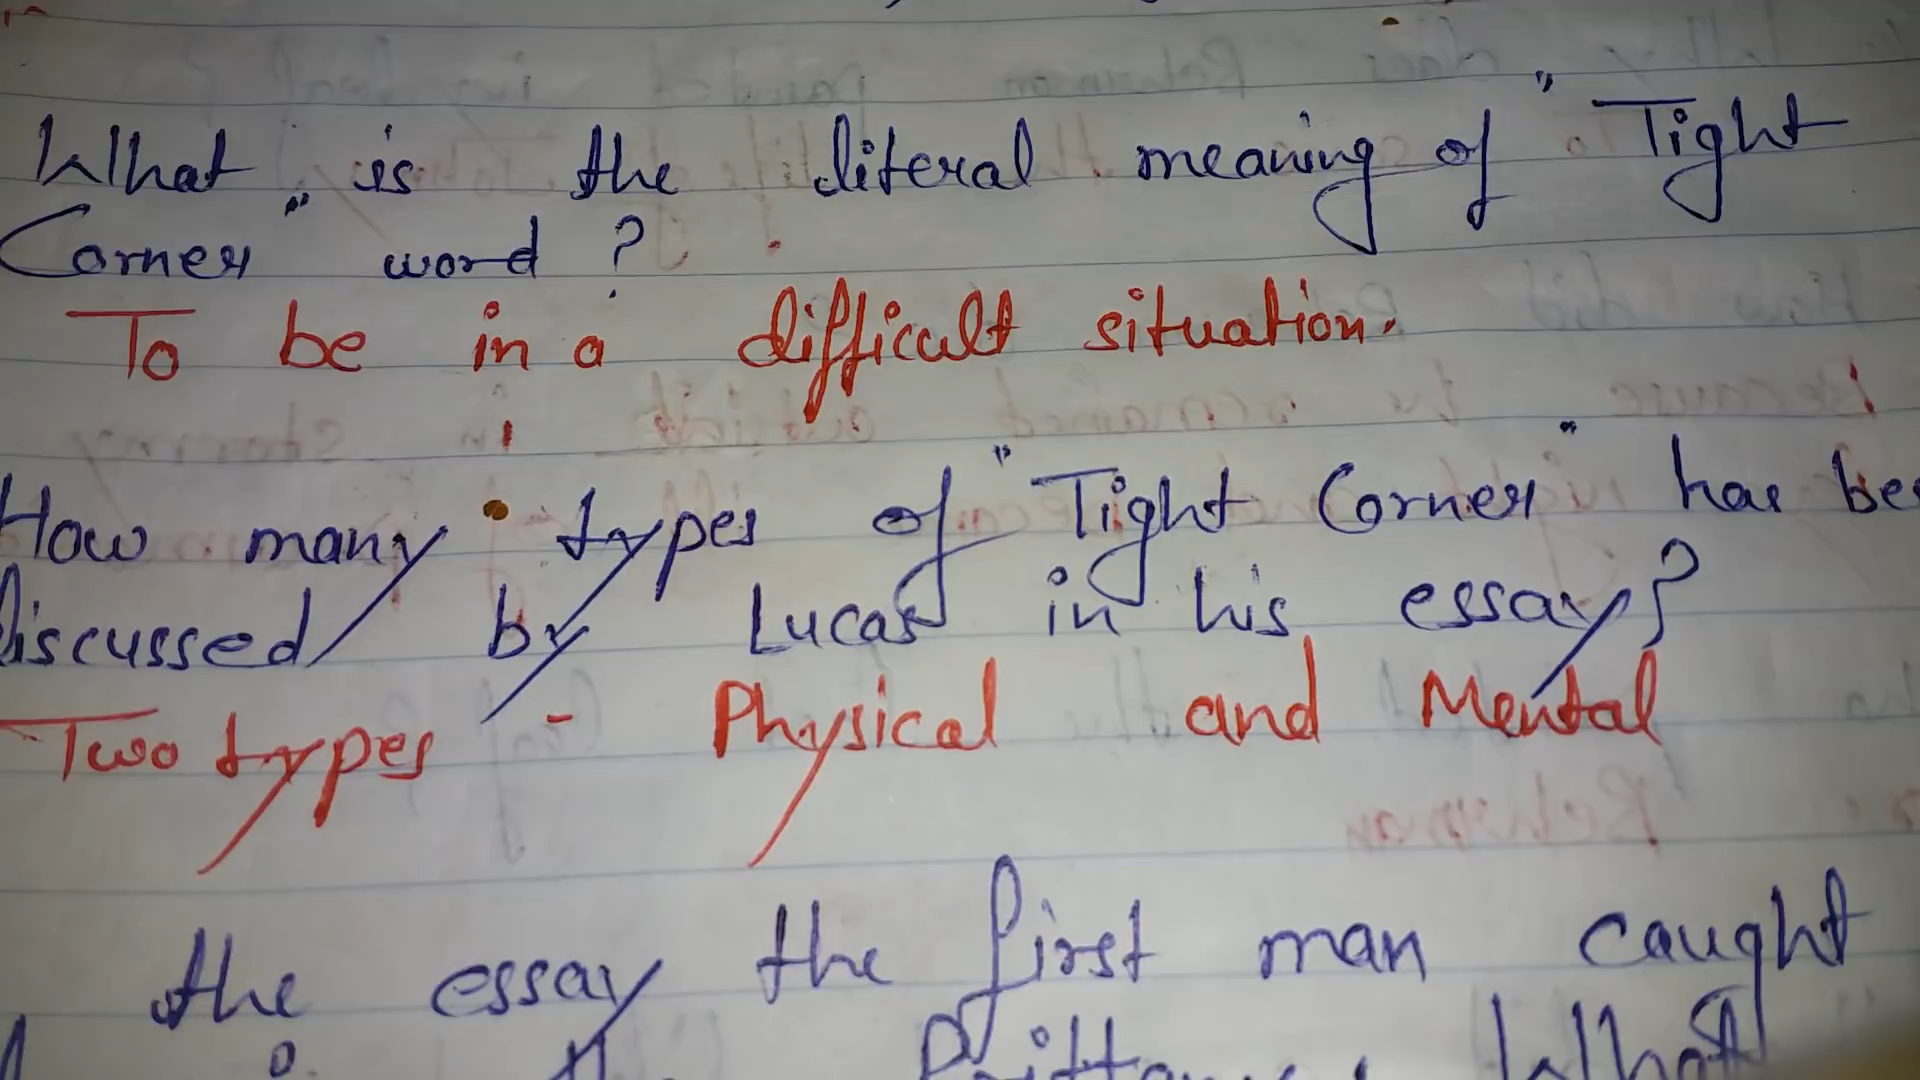 What is the literal meaning of "Tight
Corner" word ?
To be in a difficult situation.
How many types of "Tight Corner" has be
discussed by Lucas in his essay?
Two types - Physical and Mental
the essay the first man caught
What